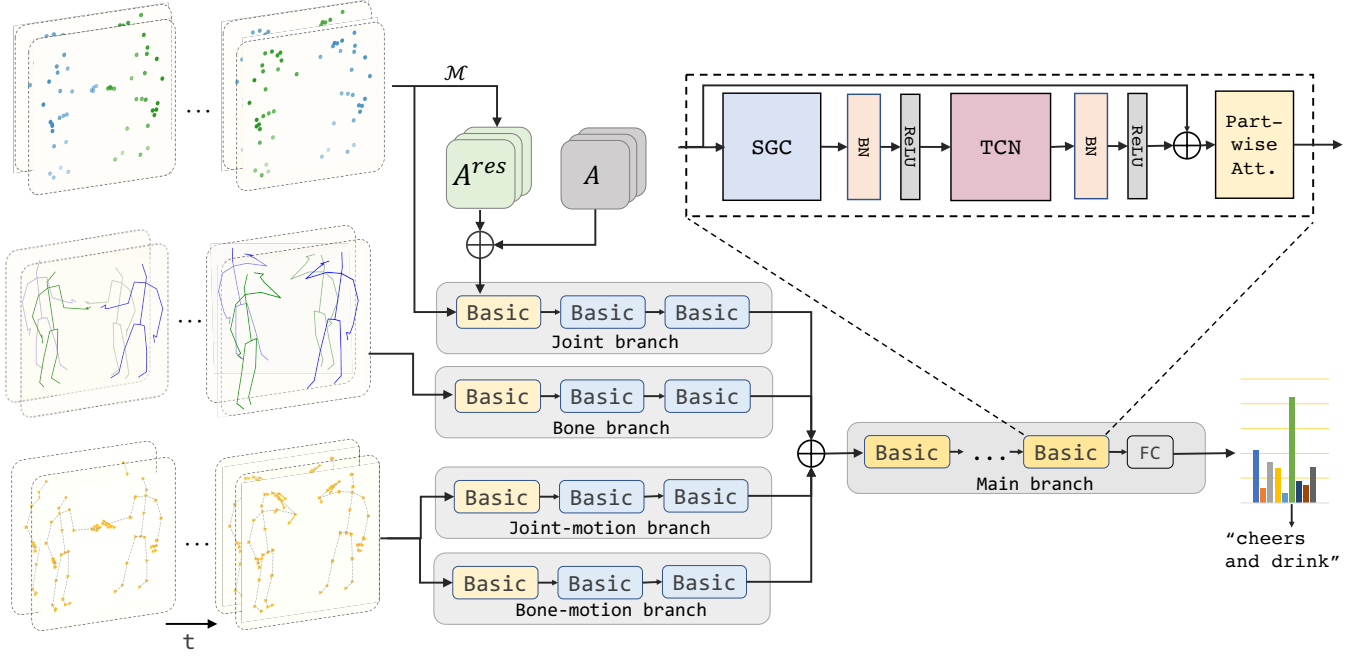 ℳ
A^res
A
SGC
BN
ReLU
TCN
BN
ReLU
Part-
wise
Att.
...
Basic
Basic
Basic
Joint branch
...
Basic
Basic
Basic
Bone branch
Basic
...
Basic
FC
Main branch
Basic
Basic
Basic
Joint-motion branch
...
Basic
Basic
Basic
Bone-motion branch
“cheers
and drink”
t